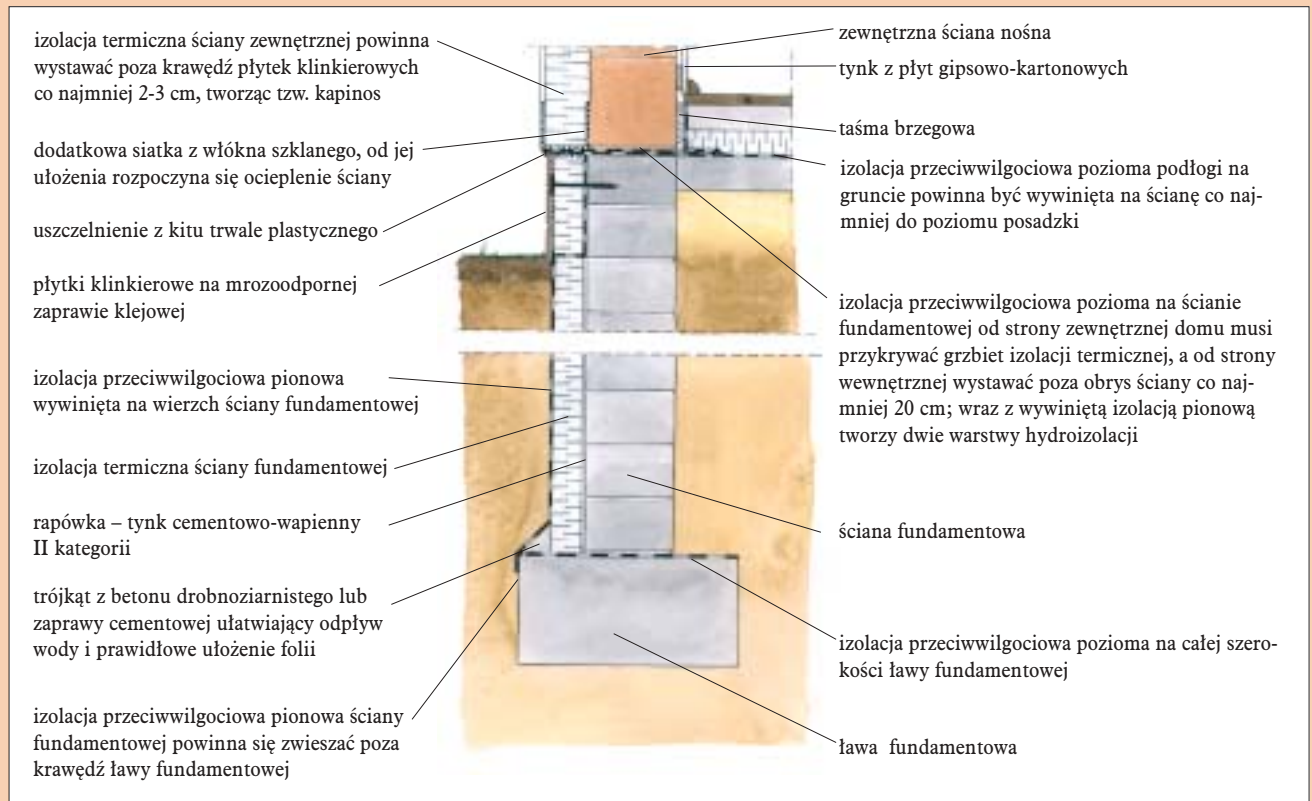 izolacja termiczna ściany zewnętrznej powinna
wystawać poza krawędź płytek klinkierowych
co najmniej 2-3 cm, tworząc tzw. kapinos
dodatkowa siatka z włókna szklanego, od jej
ułożenia rozpoczyna się ocieplenie ściany
uszczelnienie z kitu trwale plastycznego
płytki klinkierowe na mrozoodpornej
zaprawie klejowej
izolacja przeciwwilgociowa pionowa
wywinięta na wierzch ściany fundamentowej
izolacja termiczna ściany fundamentowej
rapówka – tynk cementowo-wapienny
II kategorii
trójkąt z betonu drobnoziarnistego lub
zaprawy cementowej ułatwiający odpływ
wody i prawidłowe ułożenie folii
izolacja przeciwwilgociowa pionowa ściany
fundamentowej powinna się zwieszać poza
krawędź ławy fundamentowej
zewnętrzna ściana nośna
tynk z płyt gipsowo-kartonowych
taśma brzegowa
izolacja przeciwwilgociowa pozioma podłogi na
gruncie powinna być wywinięta na ścianę co naj-
mniej do poziomu posadzki
izolacja przeciwwilgociowa pozioma na ścianie
fundamentowej od strony zewnętrznej domu musi
przykrywać grzbiet izolacji termicznej, a od strony
wewnętrznej wystawać poza obrys ściany co naj-
mniej 20 cm; wraz z wywiniętą izolacją pionową
tworzy dwie warstwy hydroizolacji
ściana fundamentowa
izolacja przeciwwilgociowa pozioma na całej szero-
kości ławy fundamentowej
ława fundamentowa